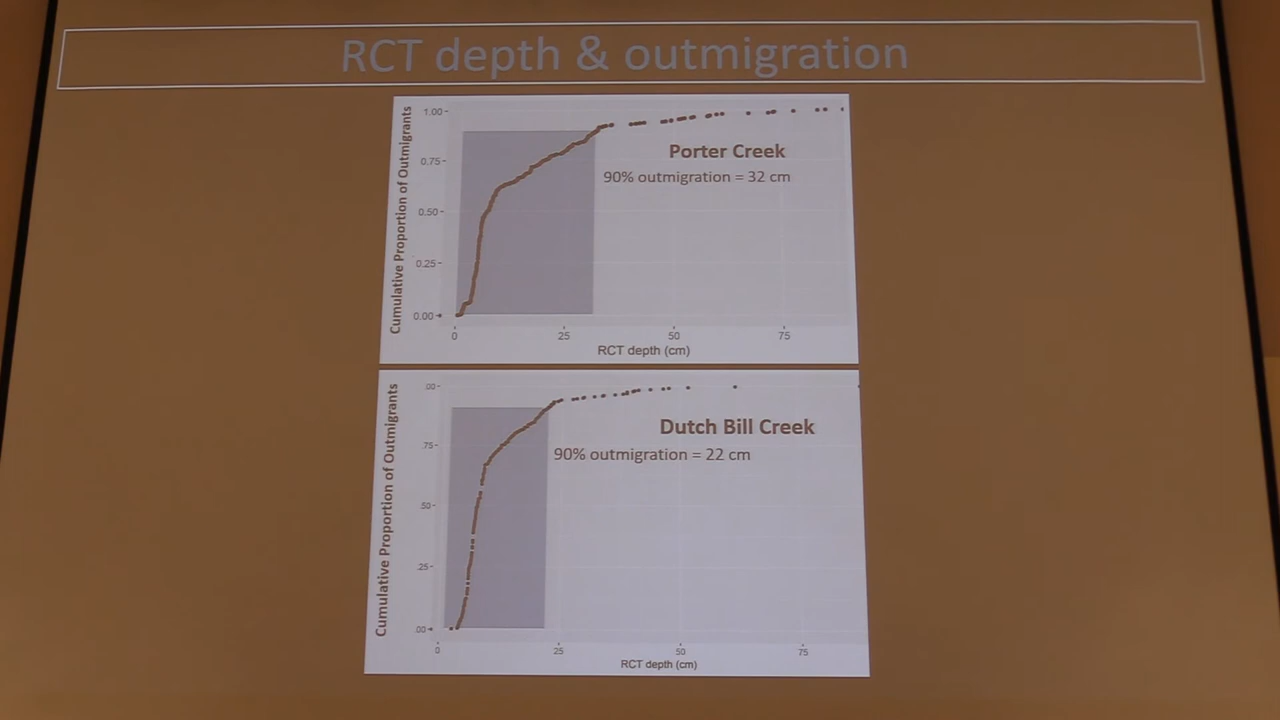 RCT depth & outmigration
Cumulative Proportion of Outmigrants
1.00
0.75
0.50
0.25
0.00
Porter Creek
90% outmigration = 32 cm
0 25 50 75
RCT depth (cm)
Cumulative Proportion of Outmigrants
.00
.75
.50
.25
.00
Dutch Bill Creek
90% outmigration = 22 cm
0 25 50 75
RCT depth (cm)